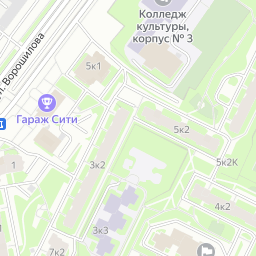 Колледж
культуры,
корпус № 3
л. Ворошилова
5к1
Гараж Сити
5к2
1
3к2
5к2К
4к2
3к3
7к2